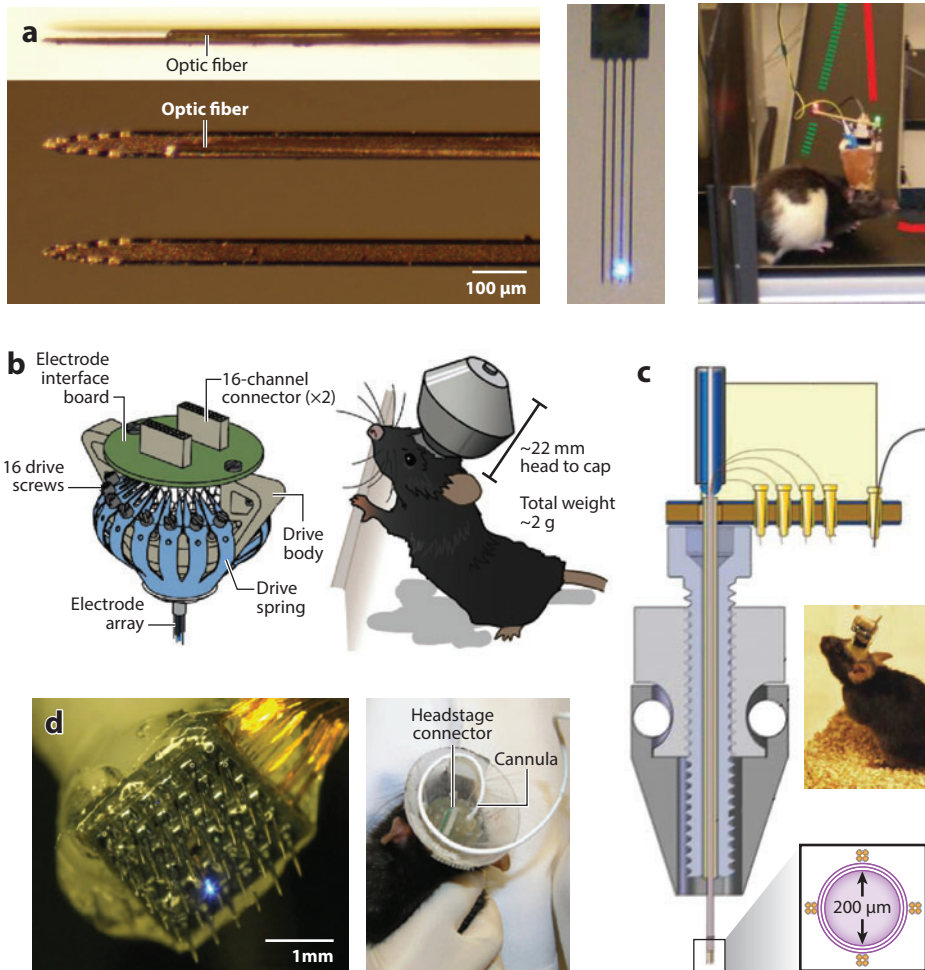 a
Optic fiber
Optic fiber
100 µm
b
Electrode
interface
board
16-channel
connector (×2)
16 drive
screws
Drive
body
Drive
spring
Electrode
array
~22 mm
head to cap
Total weight
~2 g
c
200 µm
d
1mm
Headstage
connector
Cannula